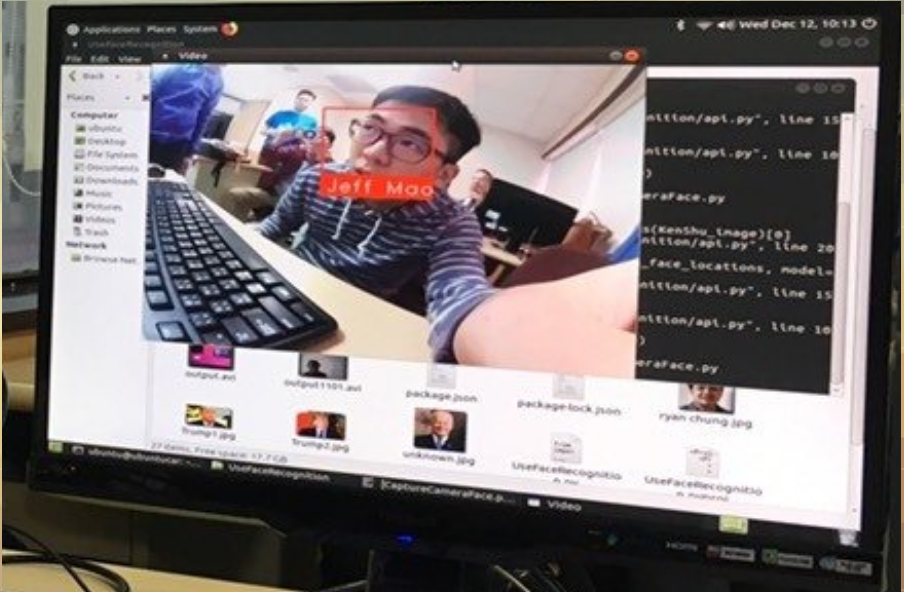 Applications Places System
Wed Dec 12, 10:13
UseFaceRecognition
File Edit View
Video
Back
Places
Computer
ubuntu
Desktop
File System
Documents
Downloads
Music
Pictures
Videos
Trash
Network
Browse Net
Jeff Mao
nition/api.py", line 15
nition/api.py", line 10
)
eraFace.py
s(KenShu_image)[0]
nition/api.py", line 20
_face_locations, model=
nition/api.py", line 15
nition/api.py", line 10
)
eraFace.py
output.avi
output1101.avi
package.json
package-lock.json
ryan chung.jpg
Trump1.jpg
Trump2.jpg
unknown.jpg
UseFaceRecognitio
UseFaceRecognitio
27 items, Free space: 17.7 GB
UseFaceRecognition
[CaptureCameraFace.p...
Video
HDMI